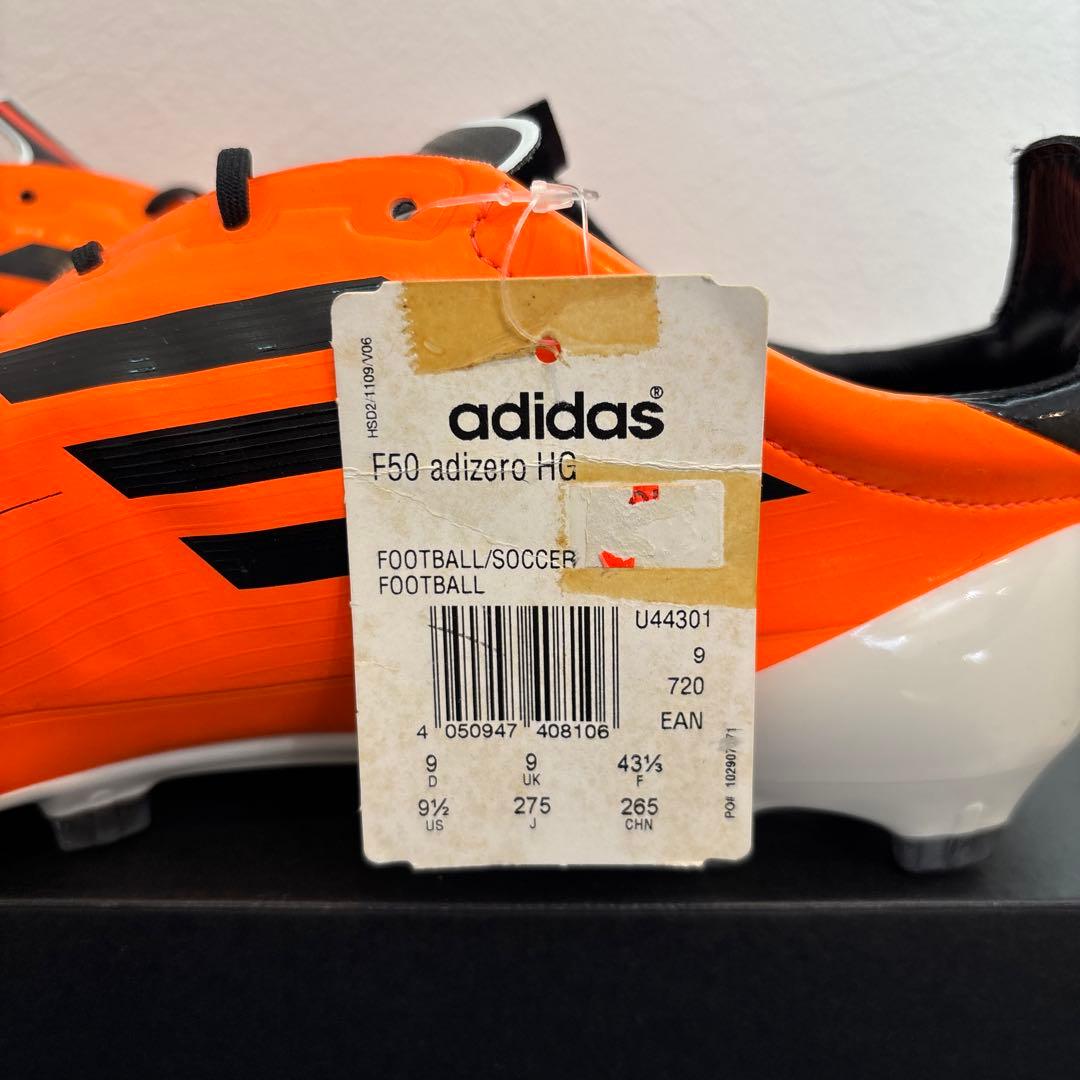 HSD2/1109/V06
adidas®
F50 adizero HG
FOOTBALL/SOCCER
FOOTBALL
U44301
9
720
EAN
4 050947 408106
9 9 43⅓
D UK F
9½ 275 265
US J CHN